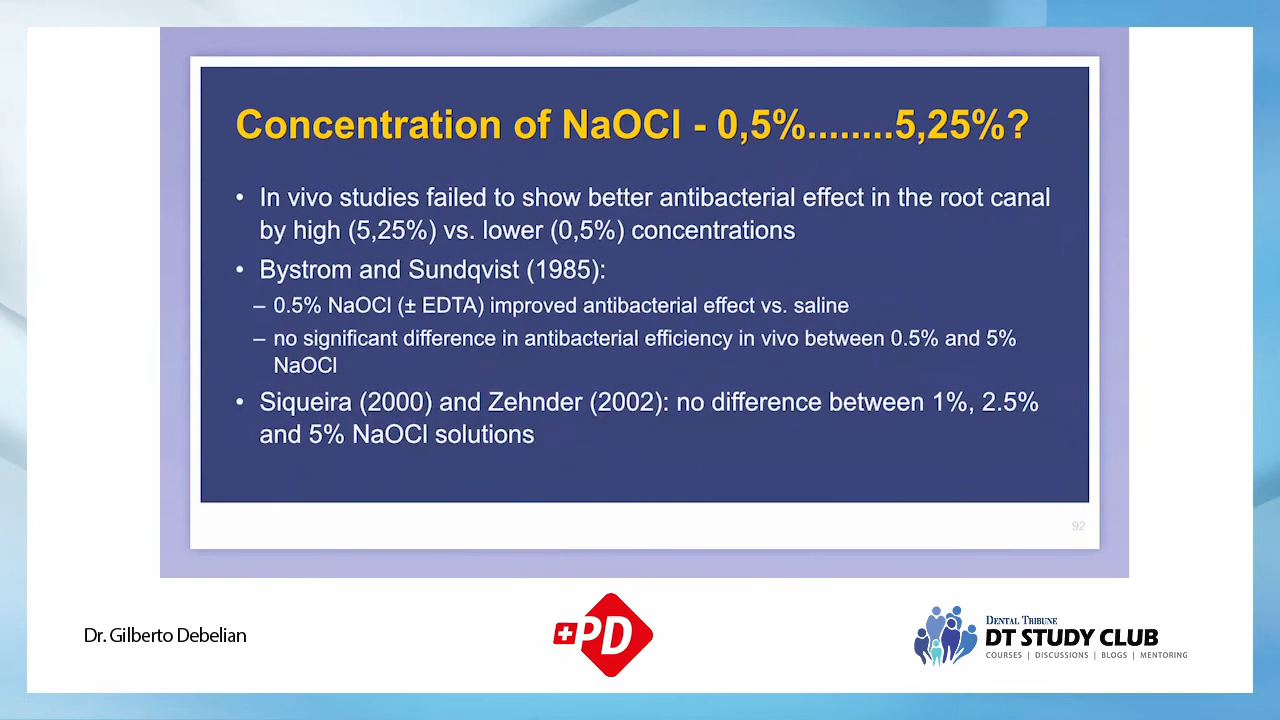 Concentration of NaOCl - 0,5%........5,25%?
• In vivo studies failed to show better antibacterial effect in the root canal
by high (5,25%) vs. lower (0,5%) concentrations
• Bystrom and Sundqvist (1985):
– 0.5% NaOCl (± EDTA) improved antibacterial effect vs. saline
– no significant difference in antibacterial efficiency in vivo between 0.5% and 5%
NaOCl
• Siqueira (2000) and Zehnder (2002): no difference between 1%, 2.5%
and 5% NaOCl solutions
92
Dr. Gilberto Debelian
PD
DENTAL TRIBUNE
DT STUDY CLUB
COURSES | DISCUSSIONS | BLOGS | MENTORING